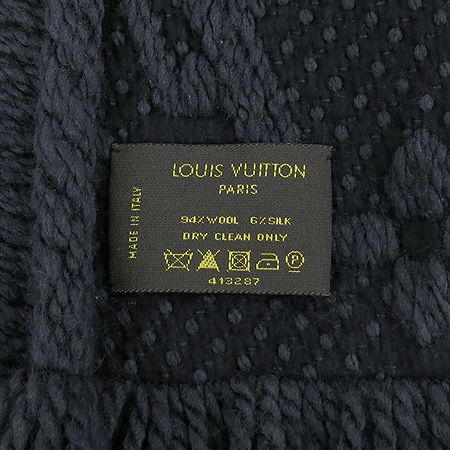 LOUIS VUITTON
PARIS
94% WOOL 6% SILK
DRY CLEAN ONLY
P
413287
MADE IN ITALY